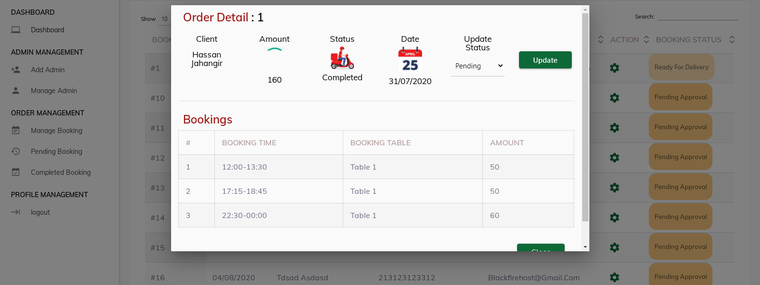 DASHBOARD
Dashboard
ADMIN MANAGEMENT
Add Admin
Manage Admin
ORDER MANAGEMENT
Manage Booking
Pending Booking
Completed Booking
PROFILE MANAGEMENT
logout
Show 10
Search:
ACTION BOOKING STATUS
#1 Ready For Delivery
#10 Pending Approval
#11 Pending Approval
#12 Pending Approval
#13 Pending Approval
#14 Pending Approval
#15 Pending Approval
#16 04/08/2020 Tdsad Asdasd 213123123312 Blackfirehost@Gmail.Com Pending Approval
Order Detail : 1
Client Amount Status Date Update Status
Hassan Jahangir 160 Completed APRIL 25 31/07/2020 Pending Update
Bookings
# BOOKING TIME BOOKING TABLE AMOUNT
1 12:00-13:30 Table 1 50
2 17:15-18:45 Table 1 50
3 22:30-00:00 Table 1 60
Close